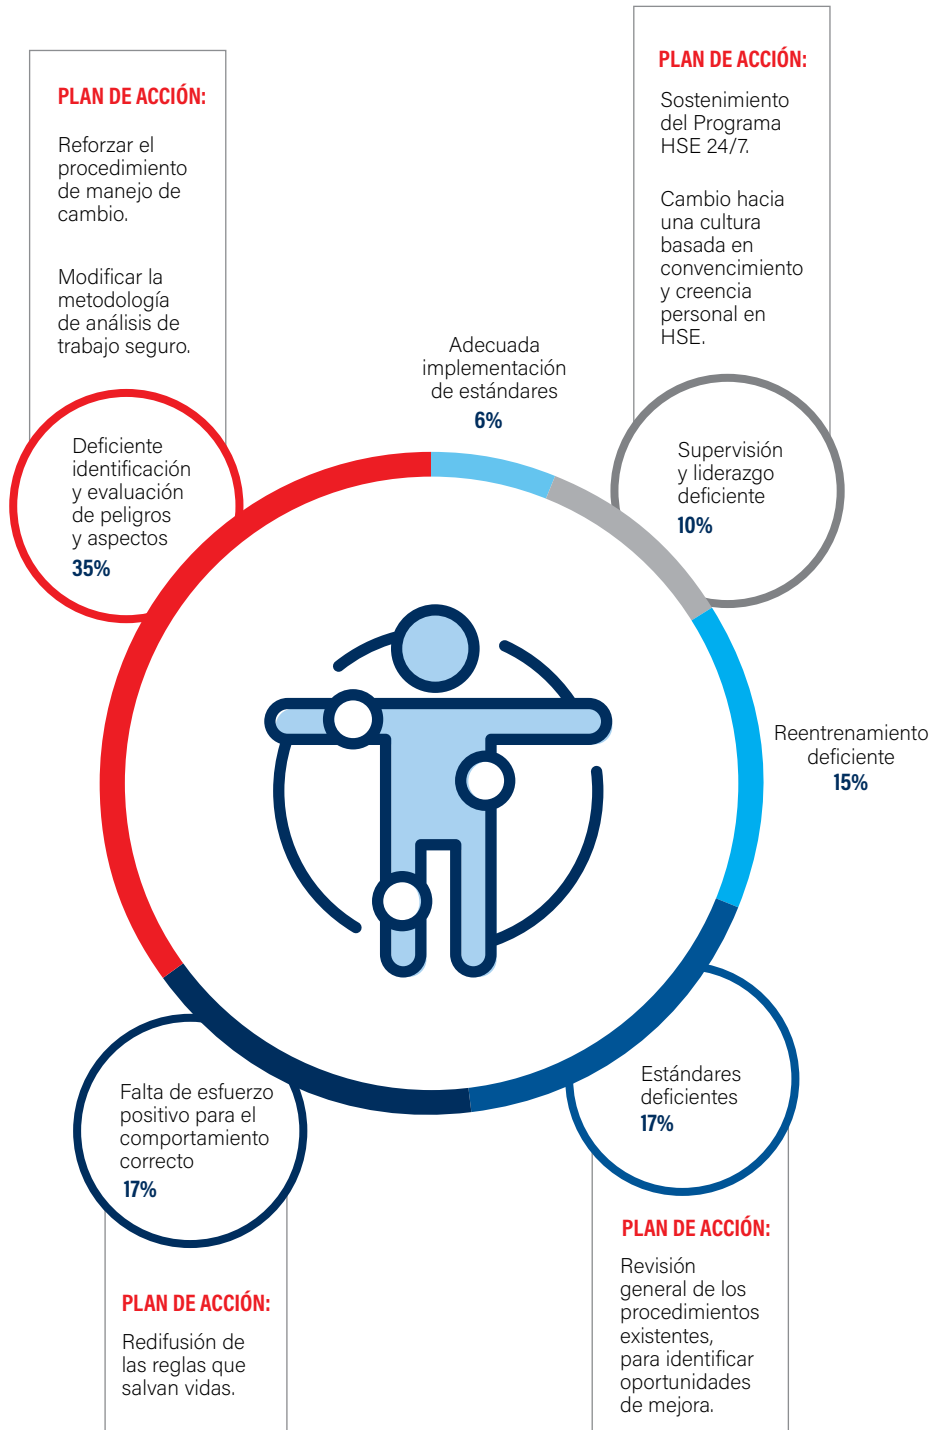 PLAN DE ACCIÓN:
Reforzar el
procedimiento
de manejo de
cambio.
Modificar la
metodología
de análisis de
trabajo seguro.
Deficiente
identificación
y evaluación
de peligros
y aspectos
35%
Adecuada
implementación
de estándares
6%
PLAN DE ACCIÓN:
Sostenimiento
del Programa
HSE 24/7.
Cambio hacia
una cultura
basada en
convencimiento
y creencia
personal en
HSE.
Supervisión
y liderazgo
deficiente
10%
Reentrenamiento
deficiente
15%
Estándares
deficientes
17%
PLAN DE ACCIÓN:
Revisión
general de los
procedimientos
existentes,
para identificar
oportunidades
de mejora.
Falta de esfuerzo
positivo para el
comportamiento
correcto
17%
PLAN DE ACCIÓN:
Redifusión de
las reglas que
salvan vidas.